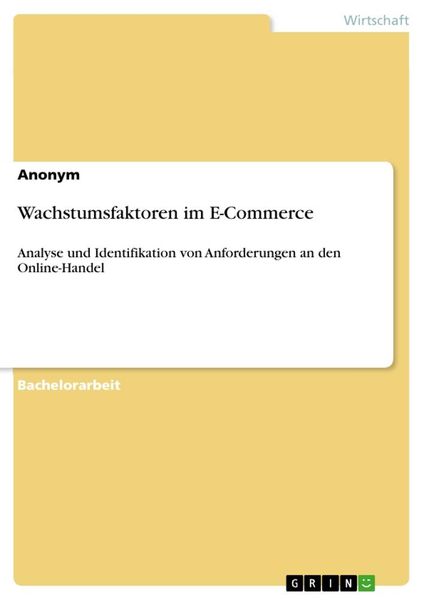 Wirtschaft
Anonym
Wachstumsfaktoren im E-Commerce
Analyse und Identifikation von Anforderungen an den
Online-Handel
Bachelorarbeit
GRIN